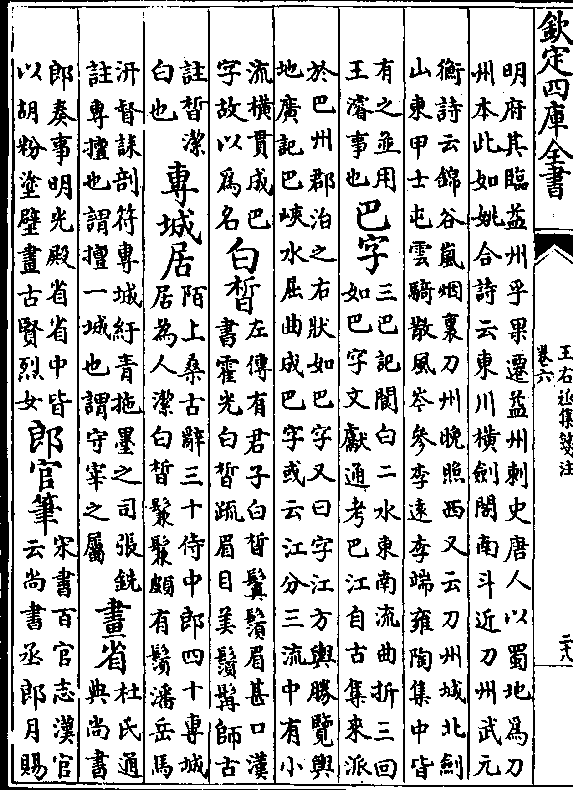 欽定四庫全書
明府其臨益州乎果遷益州刺史唐人以蜀地為刀
州本此如姚合詩云東川橫劍閣南斗近刀州武元
衡詩云錦谷嵐烟裏刀州晚照西又云刀州城北劍
山東甲士屯雲騎散風岑參李遠李端雍陶集中皆
有之並用
王濬事也
巴字
三巴記閬白二水東南流曲折三回
如巴字文獻通考巴江自古集來派
於巴州郡治之右狀如巴字又曰字江方輿勝覽輿
地廣記巴峽水屈曲成巴字或云江分三流中有小
流橫貫成巴
字故以為名
白皙
左傳有君子白皙鬒鬚眉甚口漢
書霍光白皙疏眉目美鬚髯師古
註皙潔
白也
專城居
陌上桑古辭三十侍中郎四十專城
居為人潔白皙鬑鬑頗有鬚潘岳馬
汧督誄剖符專城紆青拖墨之司張銑
註專擅也謂擅一城也謂守宰之屬
畫省
杜氏通
典尚書
郎奏事明光殿省省中皆
以胡粉塗壁畫古賢烈女
郎官筆
宋書百官志漢官
云尚書丞郎月賜
王右丞集箋注
卷六
二十八